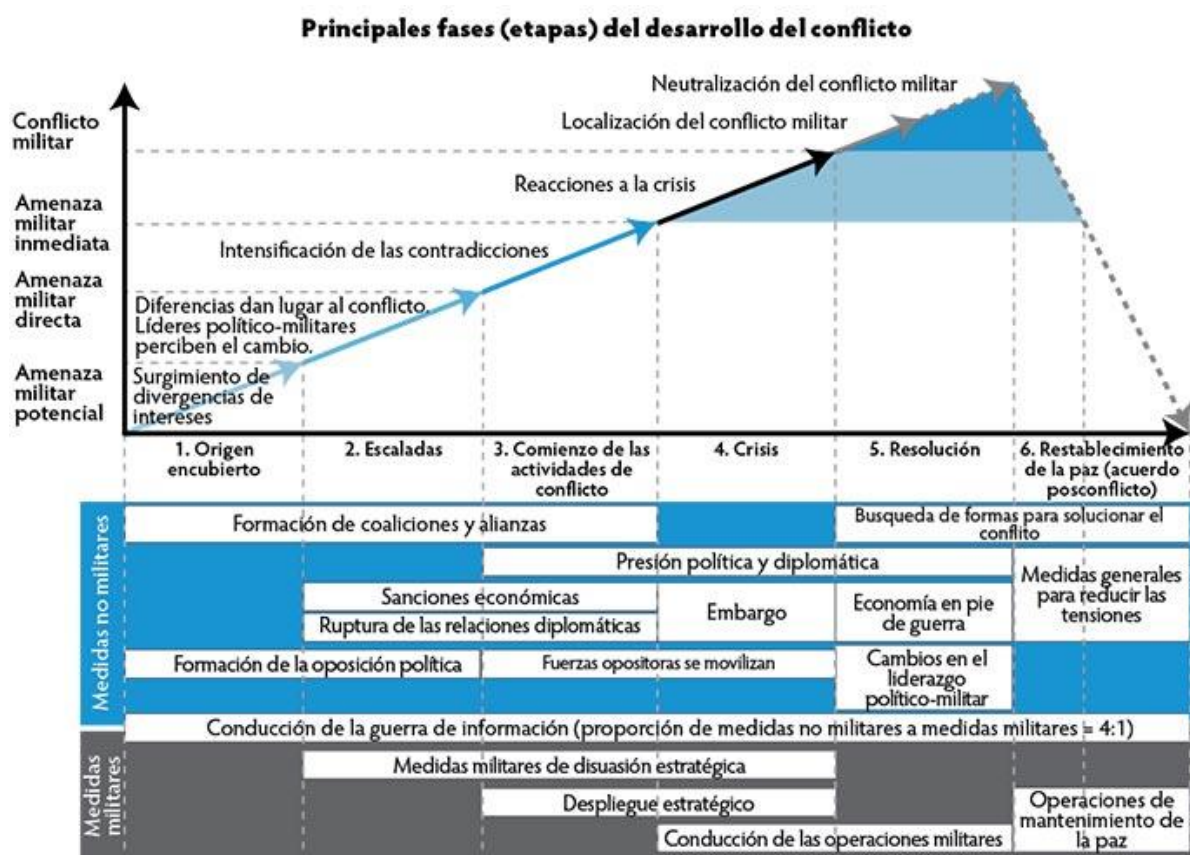 Principales fases (etapas) del desarrollo del conflicto
Neutralización del conflicto militar
Localización del conflicto militar
Conflicto
militar
Reacciones a la crisis
Amenaza
militar
inmediata
Intensificación de las contradicciones
Amenaza
militar
directa
Diferencias dan lugar al conflicto.
Líderes político-militares
perciben el cambio.
Amenaza
militar
potencial
Surgimiento de
divergencias de
intereses
1. Origen
encubierto
2. Escaladas
3. Comienzo de las
actividades de
conflicto
4. Crisis
5. Resolución
6. Restablecimiento
de la paz (acuerdo
posconflicto)
Medidas no militares
Formación de coaliciones y alianzas
Busqueda de formas para solucionar el
conflito
Presión política y diplomática
Medidas generales
para reducir las
tensiones
Sanciones económicas
Ruptura de las relaciones diplomáticas
Embargo
Economía en pie
de guerra
Formación de la oposición política
Fuerzas opositoras se movilizan
Cambios en el
liderazgo
político-militar
Conducción de la guerra de información (proporción de medidas no militares a medidas militares = 4:1)
Medidas
militares
Medidas militares de disuasión estratégica
Despliegue estratégico
Conducción de las operaciones militares
Operaciones de
mantenimiento de
la paz